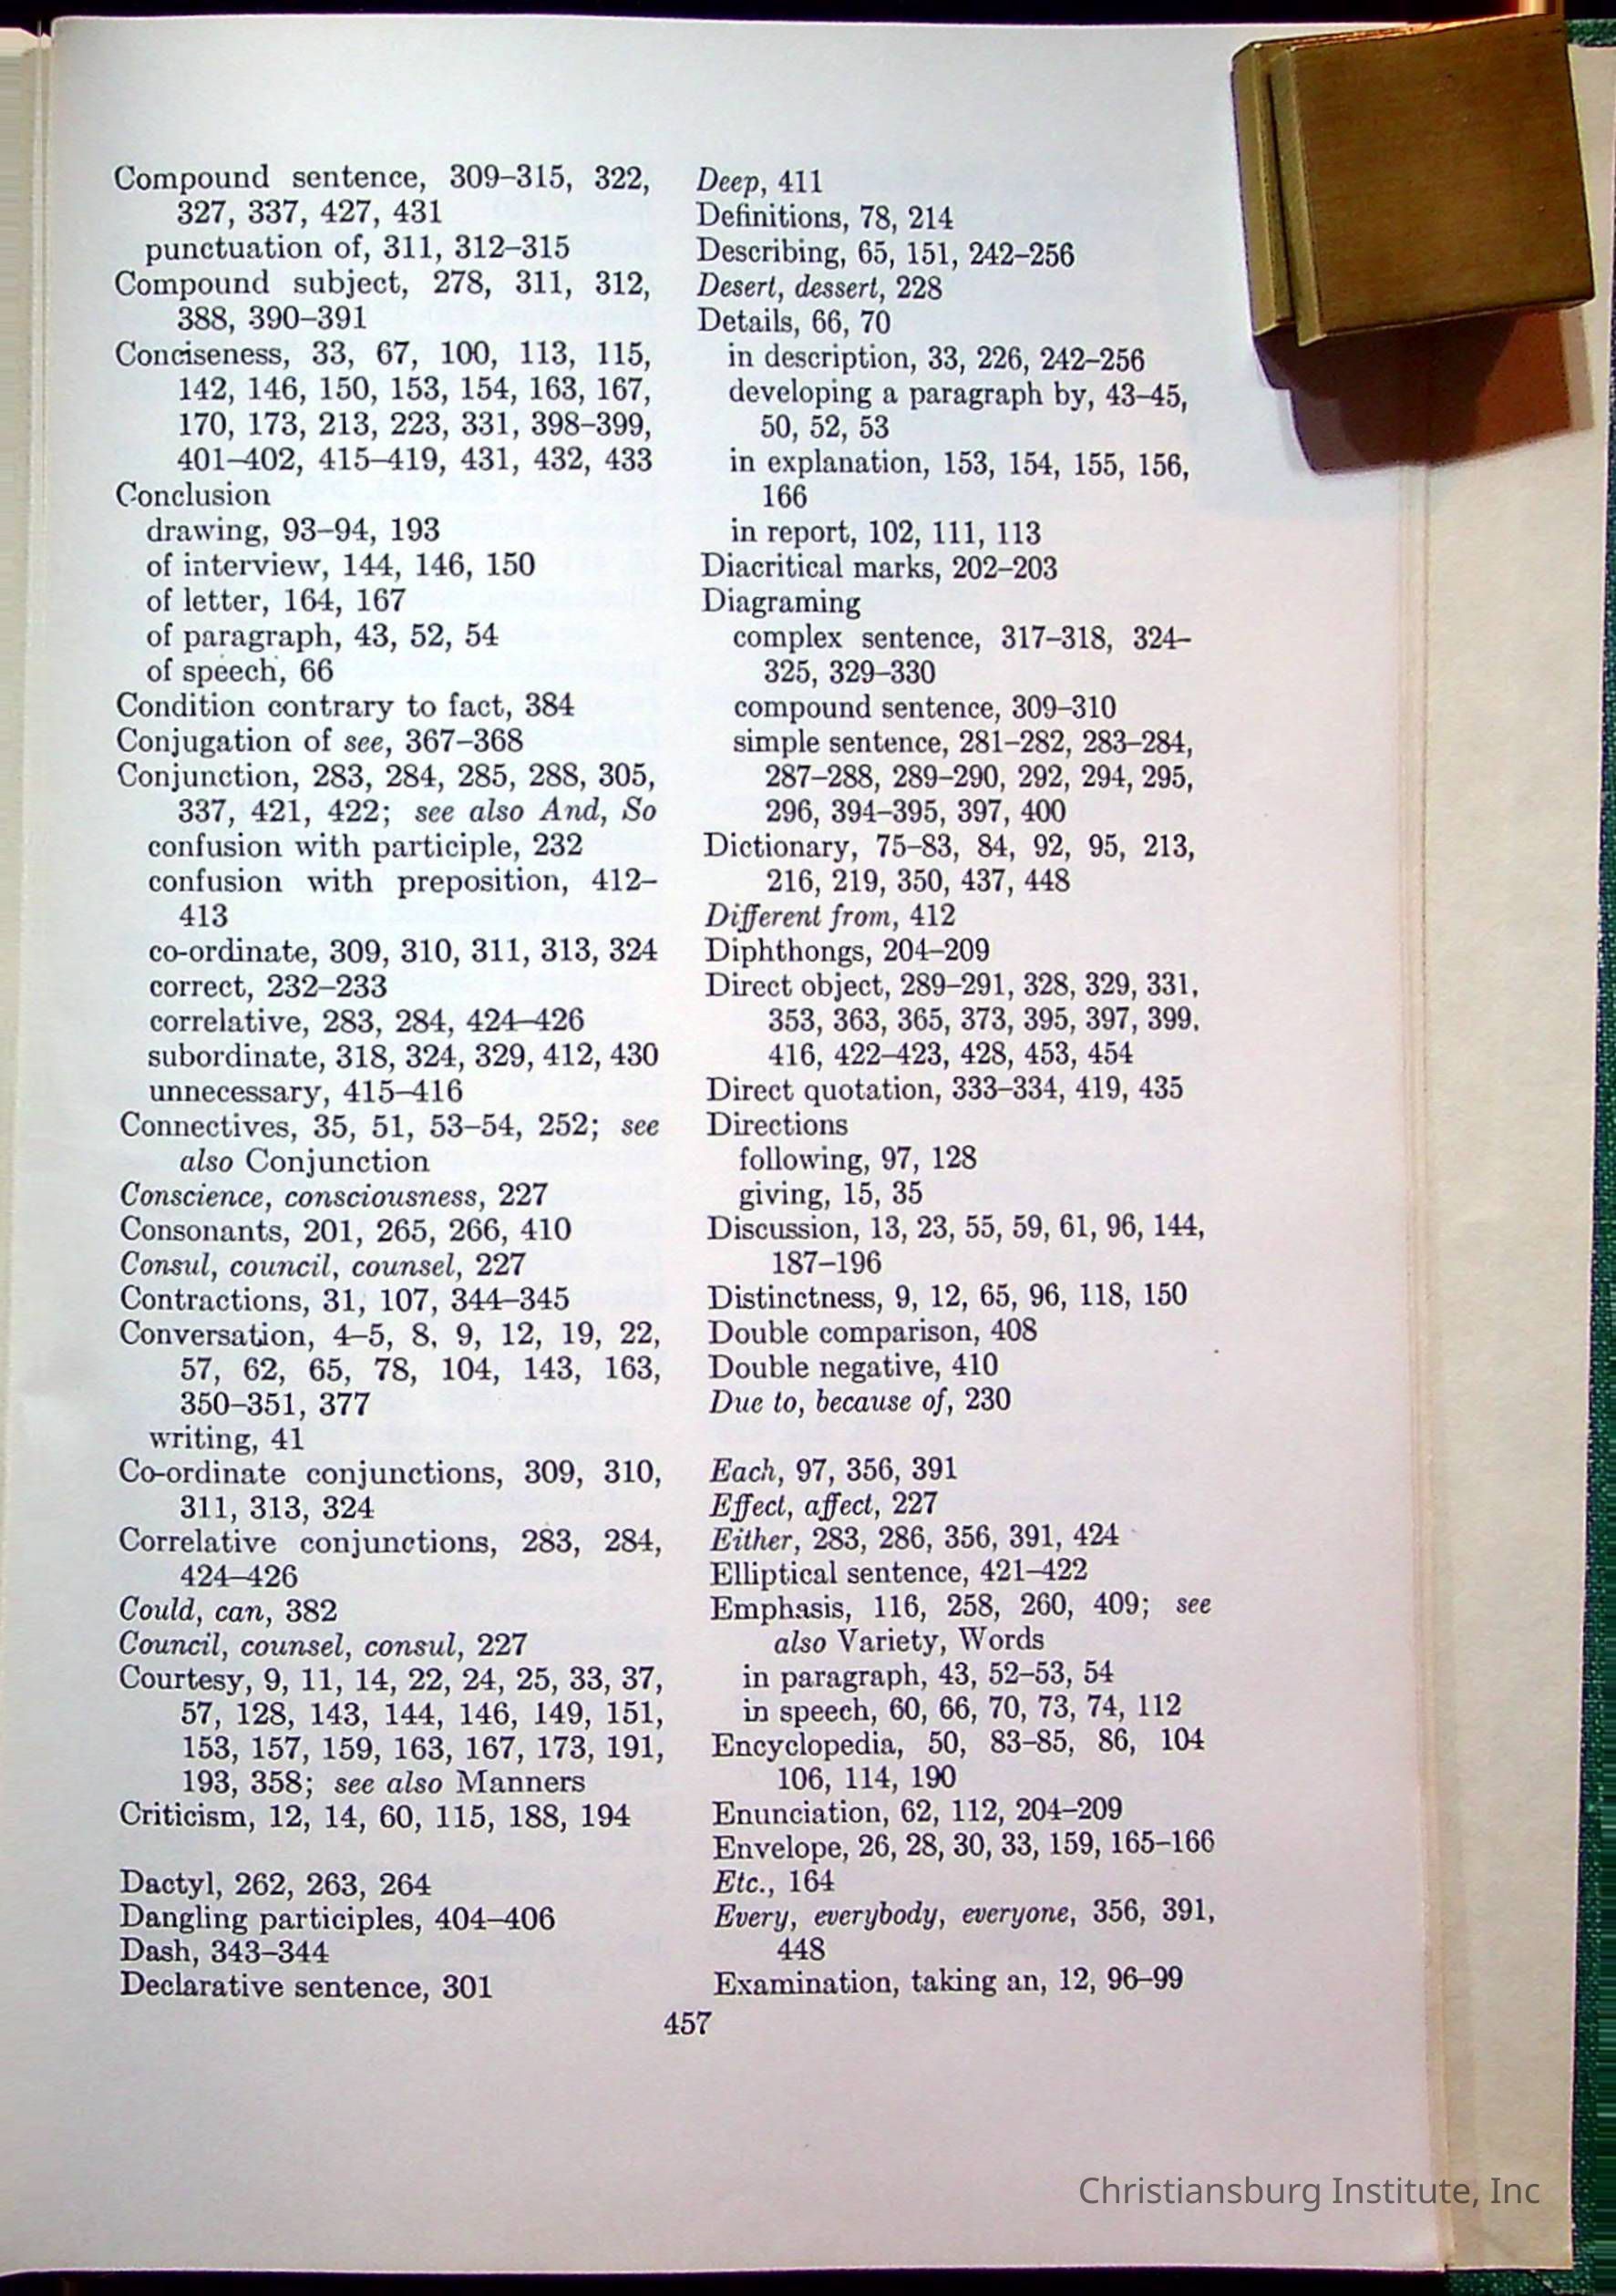 Compound sentence, 309–315, 322,
327, 337, 427, 431
punctuation of, 311, 312–315
Compound subject, 278, 311, 312,
388, 390–391
Conciseness, 33, 67, 100, 113, 115,
142, 146, 150, 153, 154, 163, 167,
170, 173, 213, 223, 331, 398–399,
401–402, 415–419, 431, 432, 433
Conclusion
drawing, 93–94, 193
of interview, 144, 146, 150
of letter, 164, 167
of paragraph, 43, 52, 54
of speech, 66
Condition contrary to fact, 384
Conjugation of see, 367–368
Conjunction, 283, 284, 285, 288, 305,
337, 421, 422; see also And, So
confusion with participle, 232
confusion with preposition, 412–
413
co-ordinate, 309, 310, 311, 313, 324
correct, 232–233
correlative, 283, 284, 424–426
subordinate, 318, 324, 329, 412, 430
unnecessary, 415–416
Connectives, 35, 51, 53–54, 252; see
also Conjunction
Conscience, consciousness, 227
Consonants, 201, 265, 266, 410
Consul, council, counsel, 227
Contractions, 31, 107, 344–345
Conversation, 4–5, 8, 9, 12, 19, 22,
57, 62, 65, 78, 104, 143, 163,
350–351, 377
writing, 41
Co-ordinate conjunctions, 309, 310,
311, 313, 324
Correlative conjunctions, 283, 284,
424–426
Could, can, 382
Council, counsel, consul, 227
Courtesy, 9, 11, 14, 22, 24, 25, 33, 37,
57, 128, 143, 144, 146, 149, 151,
153, 157, 159, 163, 167, 173, 191,
193, 358; see also Manners
Criticism, 12, 14, 60, 115, 188, 194
Dactyl, 262, 263, 264
Dangling participles, 404–406
Dash, 343–344
Declarative sentence, 301
Deep, 411
Definitions, 78, 214
Describing, 65, 151, 242–256
Desert, dessert, 228
Details, 66, 70
in description, 33, 226, 242–256
developing a paragraph by, 43–45,
50, 52, 53
in explanation, 153, 154, 155, 156,
166
in report, 102, 111, 113
Diacritical marks, 202–203
Diagraming
complex sentence, 317–318, 324–
325, 329–330
compound sentence, 309–310
simple sentence, 281–282, 283–284,
287–288, 289–290, 292, 294, 295,
296, 394–395, 397, 400
Dictionary, 75–83, 84, 92, 95, 213,
216, 219, 350, 437, 448
Different from, 412
Diphthongs, 204–209
Direct object, 289–291, 328, 329, 331,
353, 363, 365, 373, 395, 397, 399,
416, 422–423, 428, 453, 454
Direct quotation, 333–334, 419, 435
Directions
following, 97, 128
giving, 15, 35
Discussion, 13, 23, 55, 59, 61, 96, 144,
187–196
Distinctness, 9, 12, 65, 96, 118, 150
Double comparison, 408
Double negative, 410
Due to, because of, 230
Each, 97, 356, 391
Effect, affect, 227
Either, 283, 286, 356, 391, 424
Elliptical sentence, 421–422
Emphasis, 116, 258, 260, 409; see
also Variety, Words
in paragraph, 43, 52–53, 54
in speech, 60, 66, 70, 73, 74, 112
Encyclopedia, 50, 83–85, 86, 104
106, 114, 190
Enunciation, 62, 112, 204–209
Envelope, 26, 28, 30, 33, 159, 165–166
Etc., 164
Every, everybody, everyone, 356, 391,
448
Examination, taking an, 12, 96–99
457
Christiansburg Institute, Inc